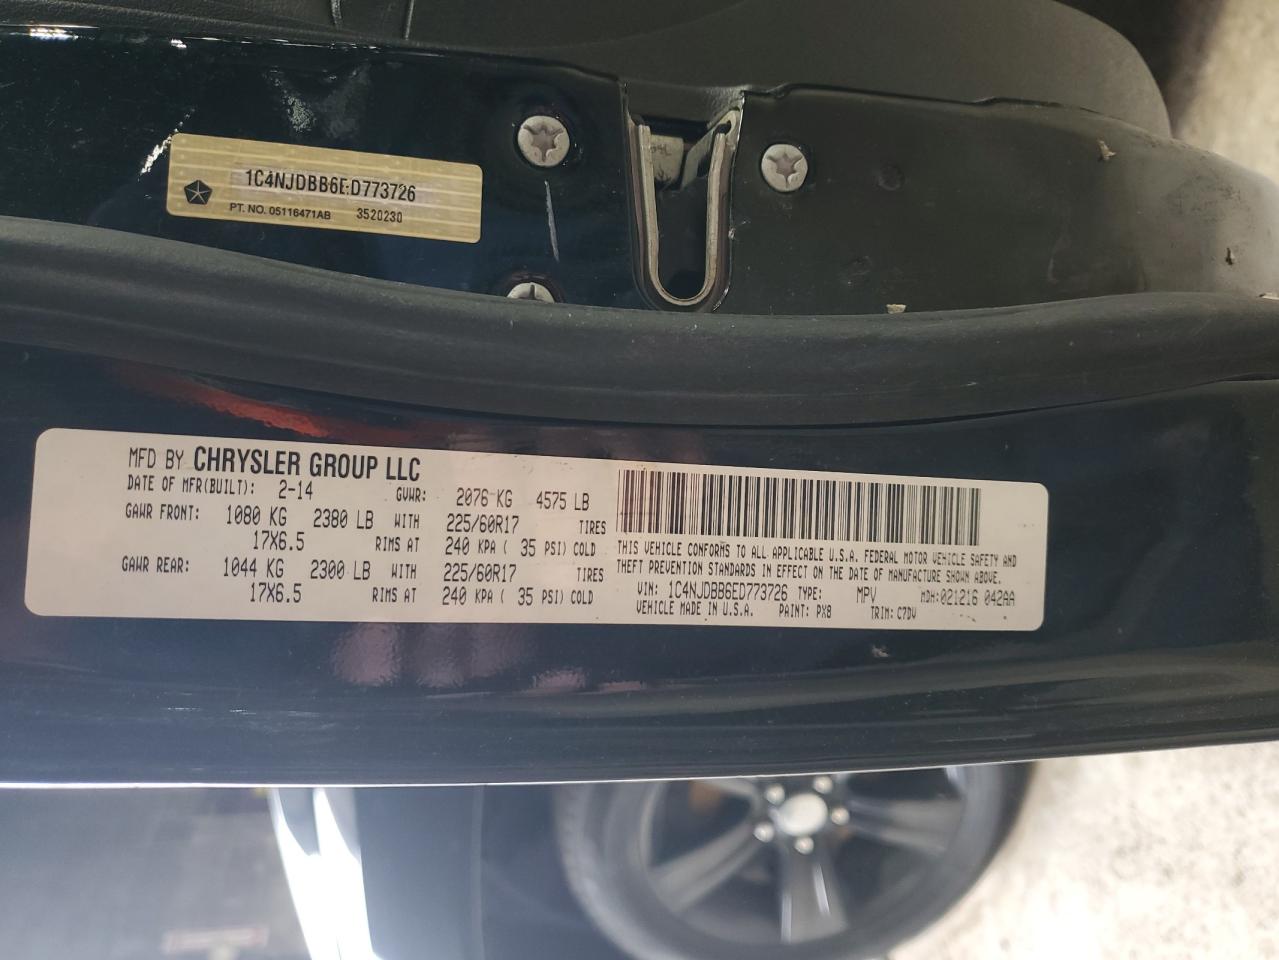 1C4NJDBB6ED773726
PT. NO. 05116471AB 3520230
MFD BY CHRYSLER GROUP LLC
DATE OF MFR(BUILT): 2-14 GVWR: 2076 KG 4575 LB
GAWR FRONT: 1080 KG 2380 LB WITH 225/60R17 TIRES
17X6.5 RIMS AT 240 KPA ( 35 PSI) COLD
GAWR REAR: 1044 KG 2300 LB WITH 225/60R17 TIRES
17X6.5 RIMS AT 240 KPA ( 35 PSI) COLD
THIS VEHICLE CONFORMS TO ALL APPLICABLE U.S.A. FEDERAL MOTOR VEHICLE SAFETY AND
THEFT PREVENTION STANDARDS IN EFFECT ON THE DATE OF MANUFACTURE SHOWN ABOVE.
VIN: 1C4NJDBB6ED773726 TYPE: MPV MDH:021216 042AA
VEHICLE MADE IN U.S.A. PAINT: PX8 TRIM: C7DV